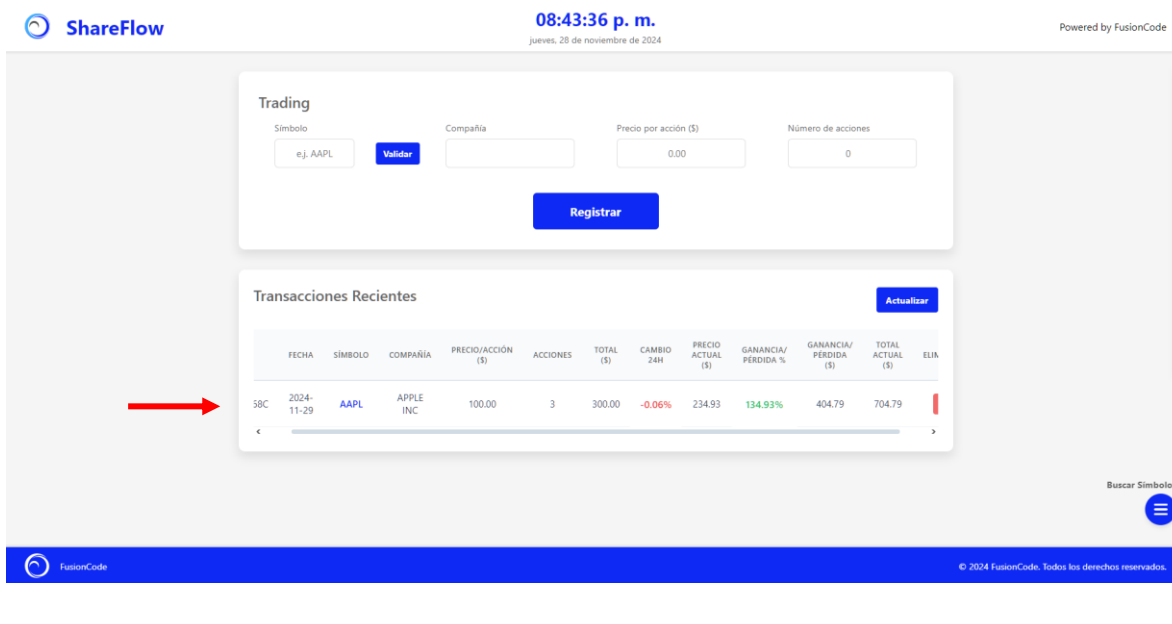 ShareFlow
08:43:36 p. m.
jueves, 28 de noviembre de 2024
Powered by FusionCode
Trading
Símbolo
Compañía
Precio por acción ($)
Número de acciones
e.j. AAPL
Validar
0.00
0
Registrar
Transacciones Recientes
Actualizar
FECHA SÍMBOLO COMPAÑÍA PRECIO/ACCIÓN ($) ACCIONES TOTAL ($) CAMBIO 24H PRECIO ACTUAL ($) GANANCIA/PÉRDIDA % GANANCIA/PÉRDIDA ($) TOTAL ACTUAL ($) ELIM
58C 2024-11-29 AAPL APPLE INC 100.00 3 300.00 -0.06% 234.93 134.93% 404.79 704.79
Buscar Símbolo
FusionCode
© 2024 FusionCode. Todos los derechos reservados.